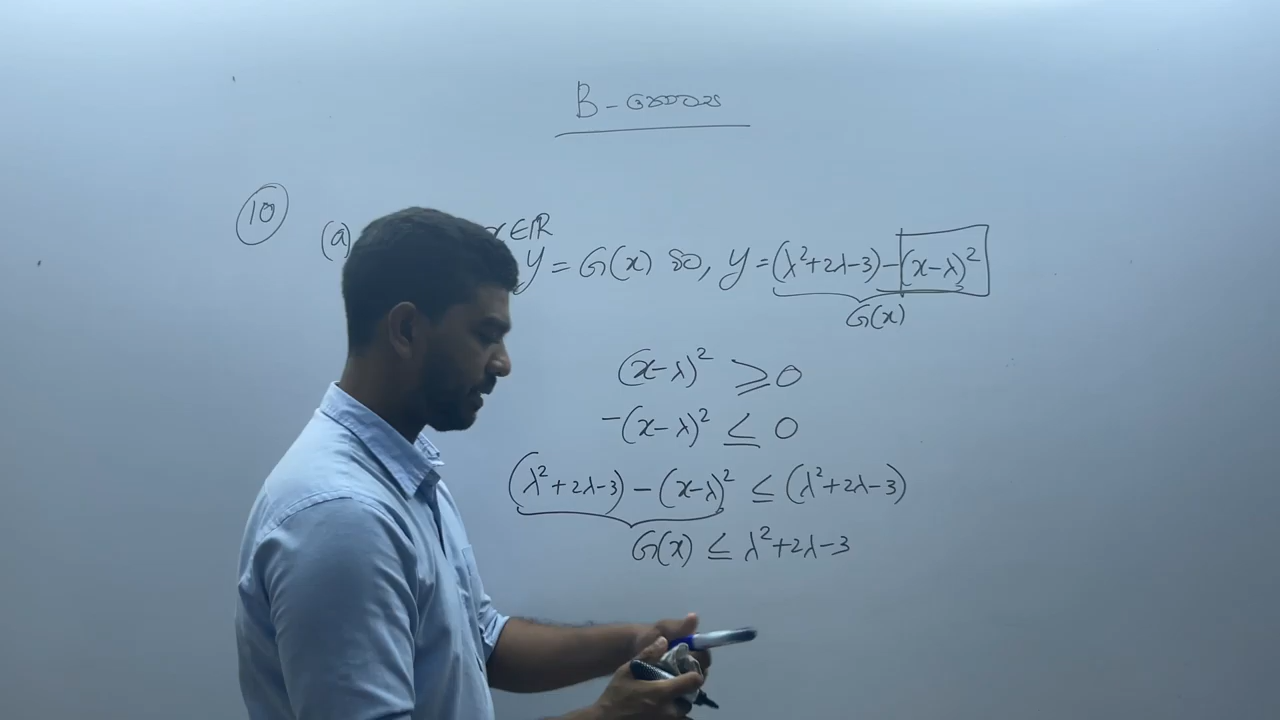 B - කොටස
10
(a) x∈ℝ
y = G(x) so, y = (λ²+2λ-3) - (x-λ)²
G(x)
(x-λ)² ≥ 0
-(x-λ)² ≤ 0
(λ²+2λ-3) - (x-λ)² ≤ (λ²+2λ-3)
G(x) ≤ λ²+2λ-3